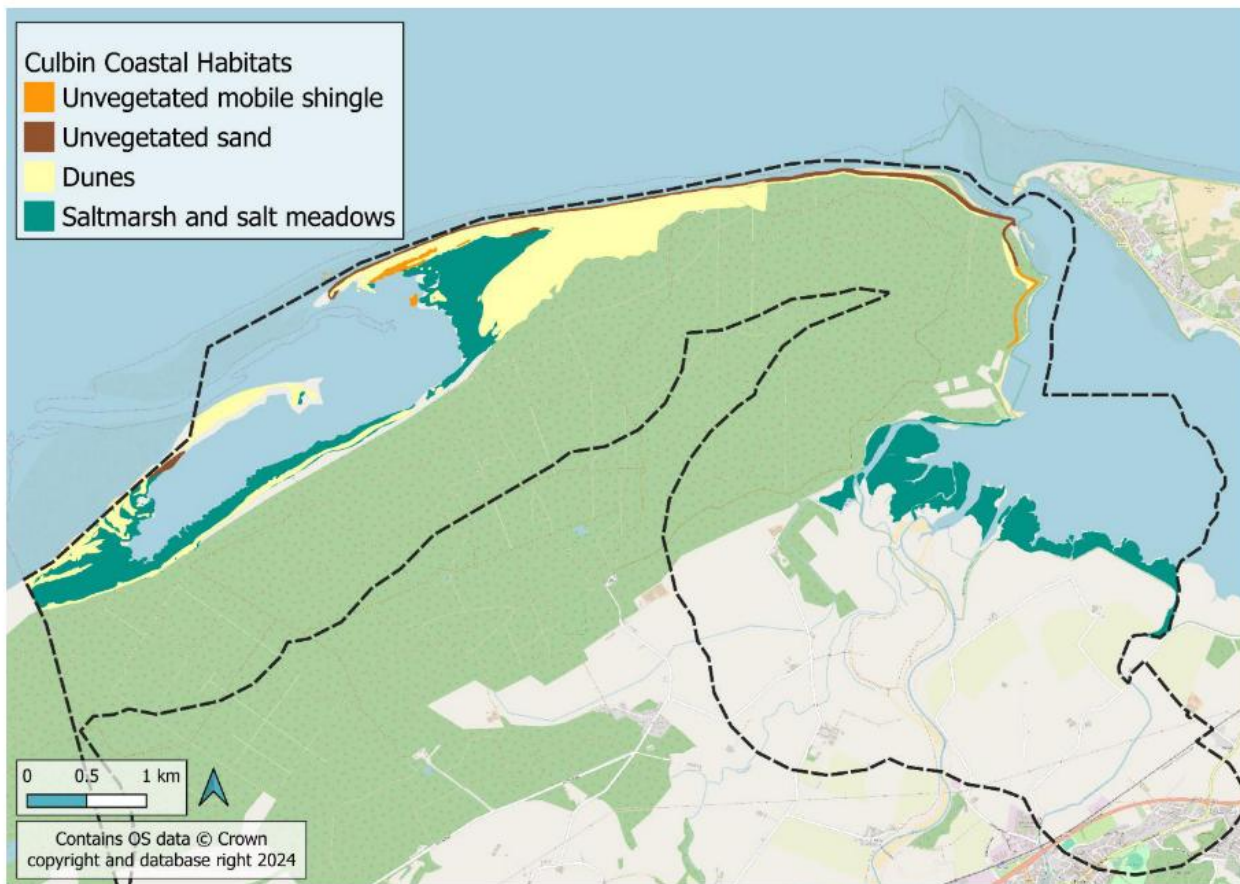 Culbin Coastal Habitats
Unvegetated mobile shingle
Unvegetated sand
Dunes
Saltmarsh and salt meadows
0 0.5 1 km
Contains OS data © Crown
copyright and database right 2024